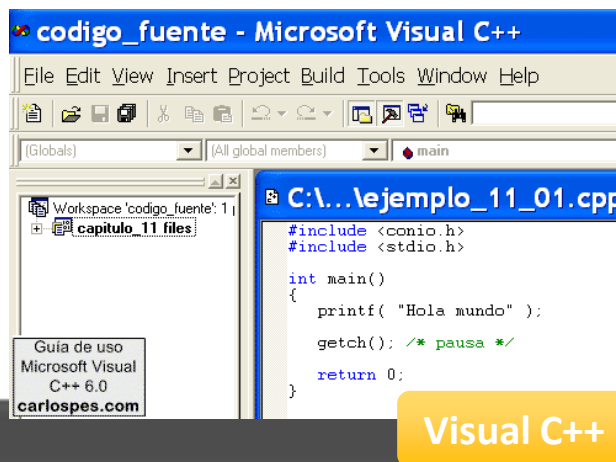 codigo_fuente - Microsoft Visual C++
File Edit View Insert Project Build Tools Window Help
(Globals) (All global members) main
Workspace 'codigo_fuente': 1
capitulo_11 files
C:\...\ejemplo_11_01.cpp
#include <conio.h>
#include <stdio.h>
int main()
{
printf( "Hola mundo" );
getch(); /* pausa */
return 0;
}
Guía de uso
Microsoft Visual
C++ 6.0
carlospes.com
Visual C++